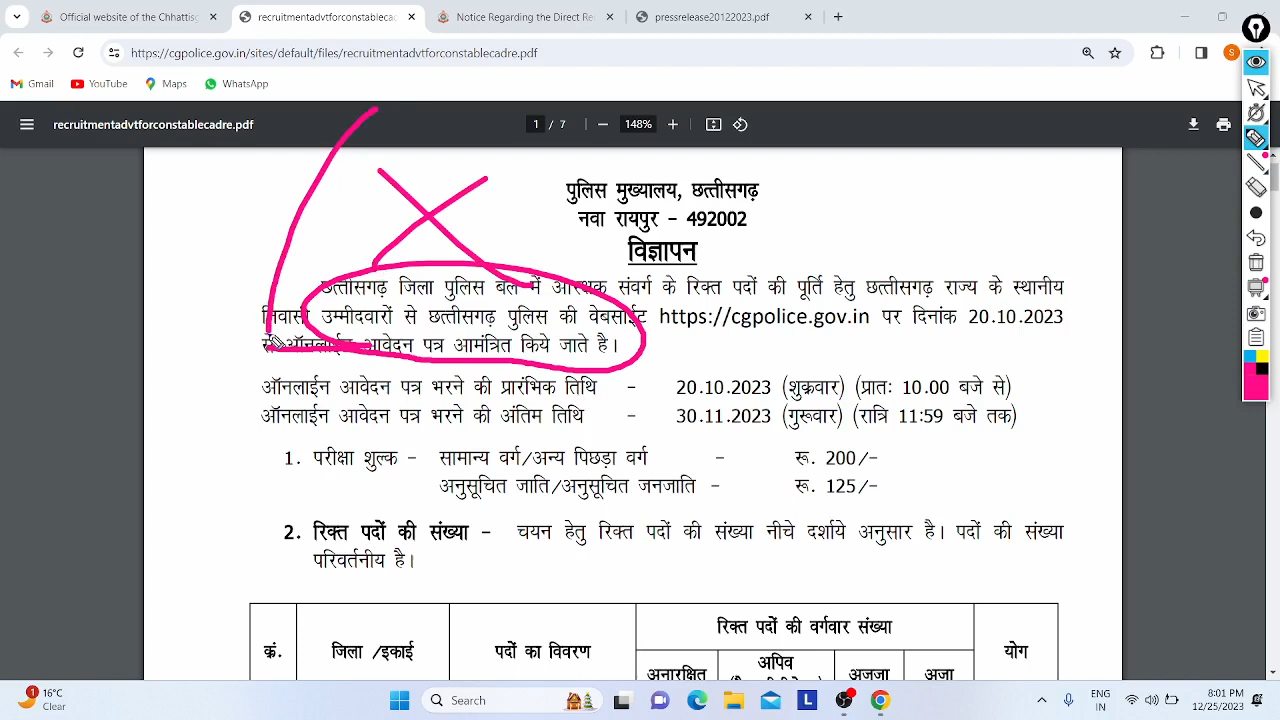 Official website of the Chhattisg
recruitmentadvtforconstablecadre.
Notice Regarding the Direct Re
pressrelease20122023.pdf
https://cgpolice.gov.in/sites/default/files/recruitmentadvtforconstablecadre.pdf
S
Gmail YouTube Maps WhatsApp
recruitmentadvtforconstablecadre.pdf 1 / 7 148%
पुलिस मुख्यालय, छत्तीसगढ़
नवा रायपुर - 492002
विज्ञापन
छत्तीसगढ़ जिला पुलिस बल में आरक्षक संवर्ग के रिक्त पदों की पूर्ति हेतु छत्तीसगढ़ राज्य के स्थानीय
निवासी उम्मीदवारों से छत्तीसगढ़ पुलिस की वेबसाईट https://cgpolice.gov.in पर दिनांक 20.10.2023
से ऑनलाईन आवेदन पत्र आमंत्रित किये जाते है।
ऑनलाईन आवेदन पत्र भरने की प्रारंभिक तिथि - 20.10.2023 (शुक्रवार) (प्रातः 10.00 बजे से)
ऑनलाईन आवेदन पत्र भरने की अंतिम तिथि - 30.11.2023 (गुरूवार) (रात्रि 11:59 बजे तक)
1. परीक्षा शुल्क - सामान्य वर्ग/अन्य पिछड़ा वर्ग - रू. 200/-
अनुसूचित जाति/अनुसूचित जनजाति - रू. 125/-
2. रिक्त पदों की संख्या - चयन हेतु रिक्त पदों की संख्या नीचे दर्शाये अनुसार है। पदों की संख्या
परिवर्तनीय है।
रिक्त पदों की वर्गवार संख्या
क्रं. जिला /इकाई पदों का विवरण योग
अनारक्षित अपिव अजजा अजा
1 16°C
Clear
Search
L
ENG
IN
8:01 PM
12/25/2023